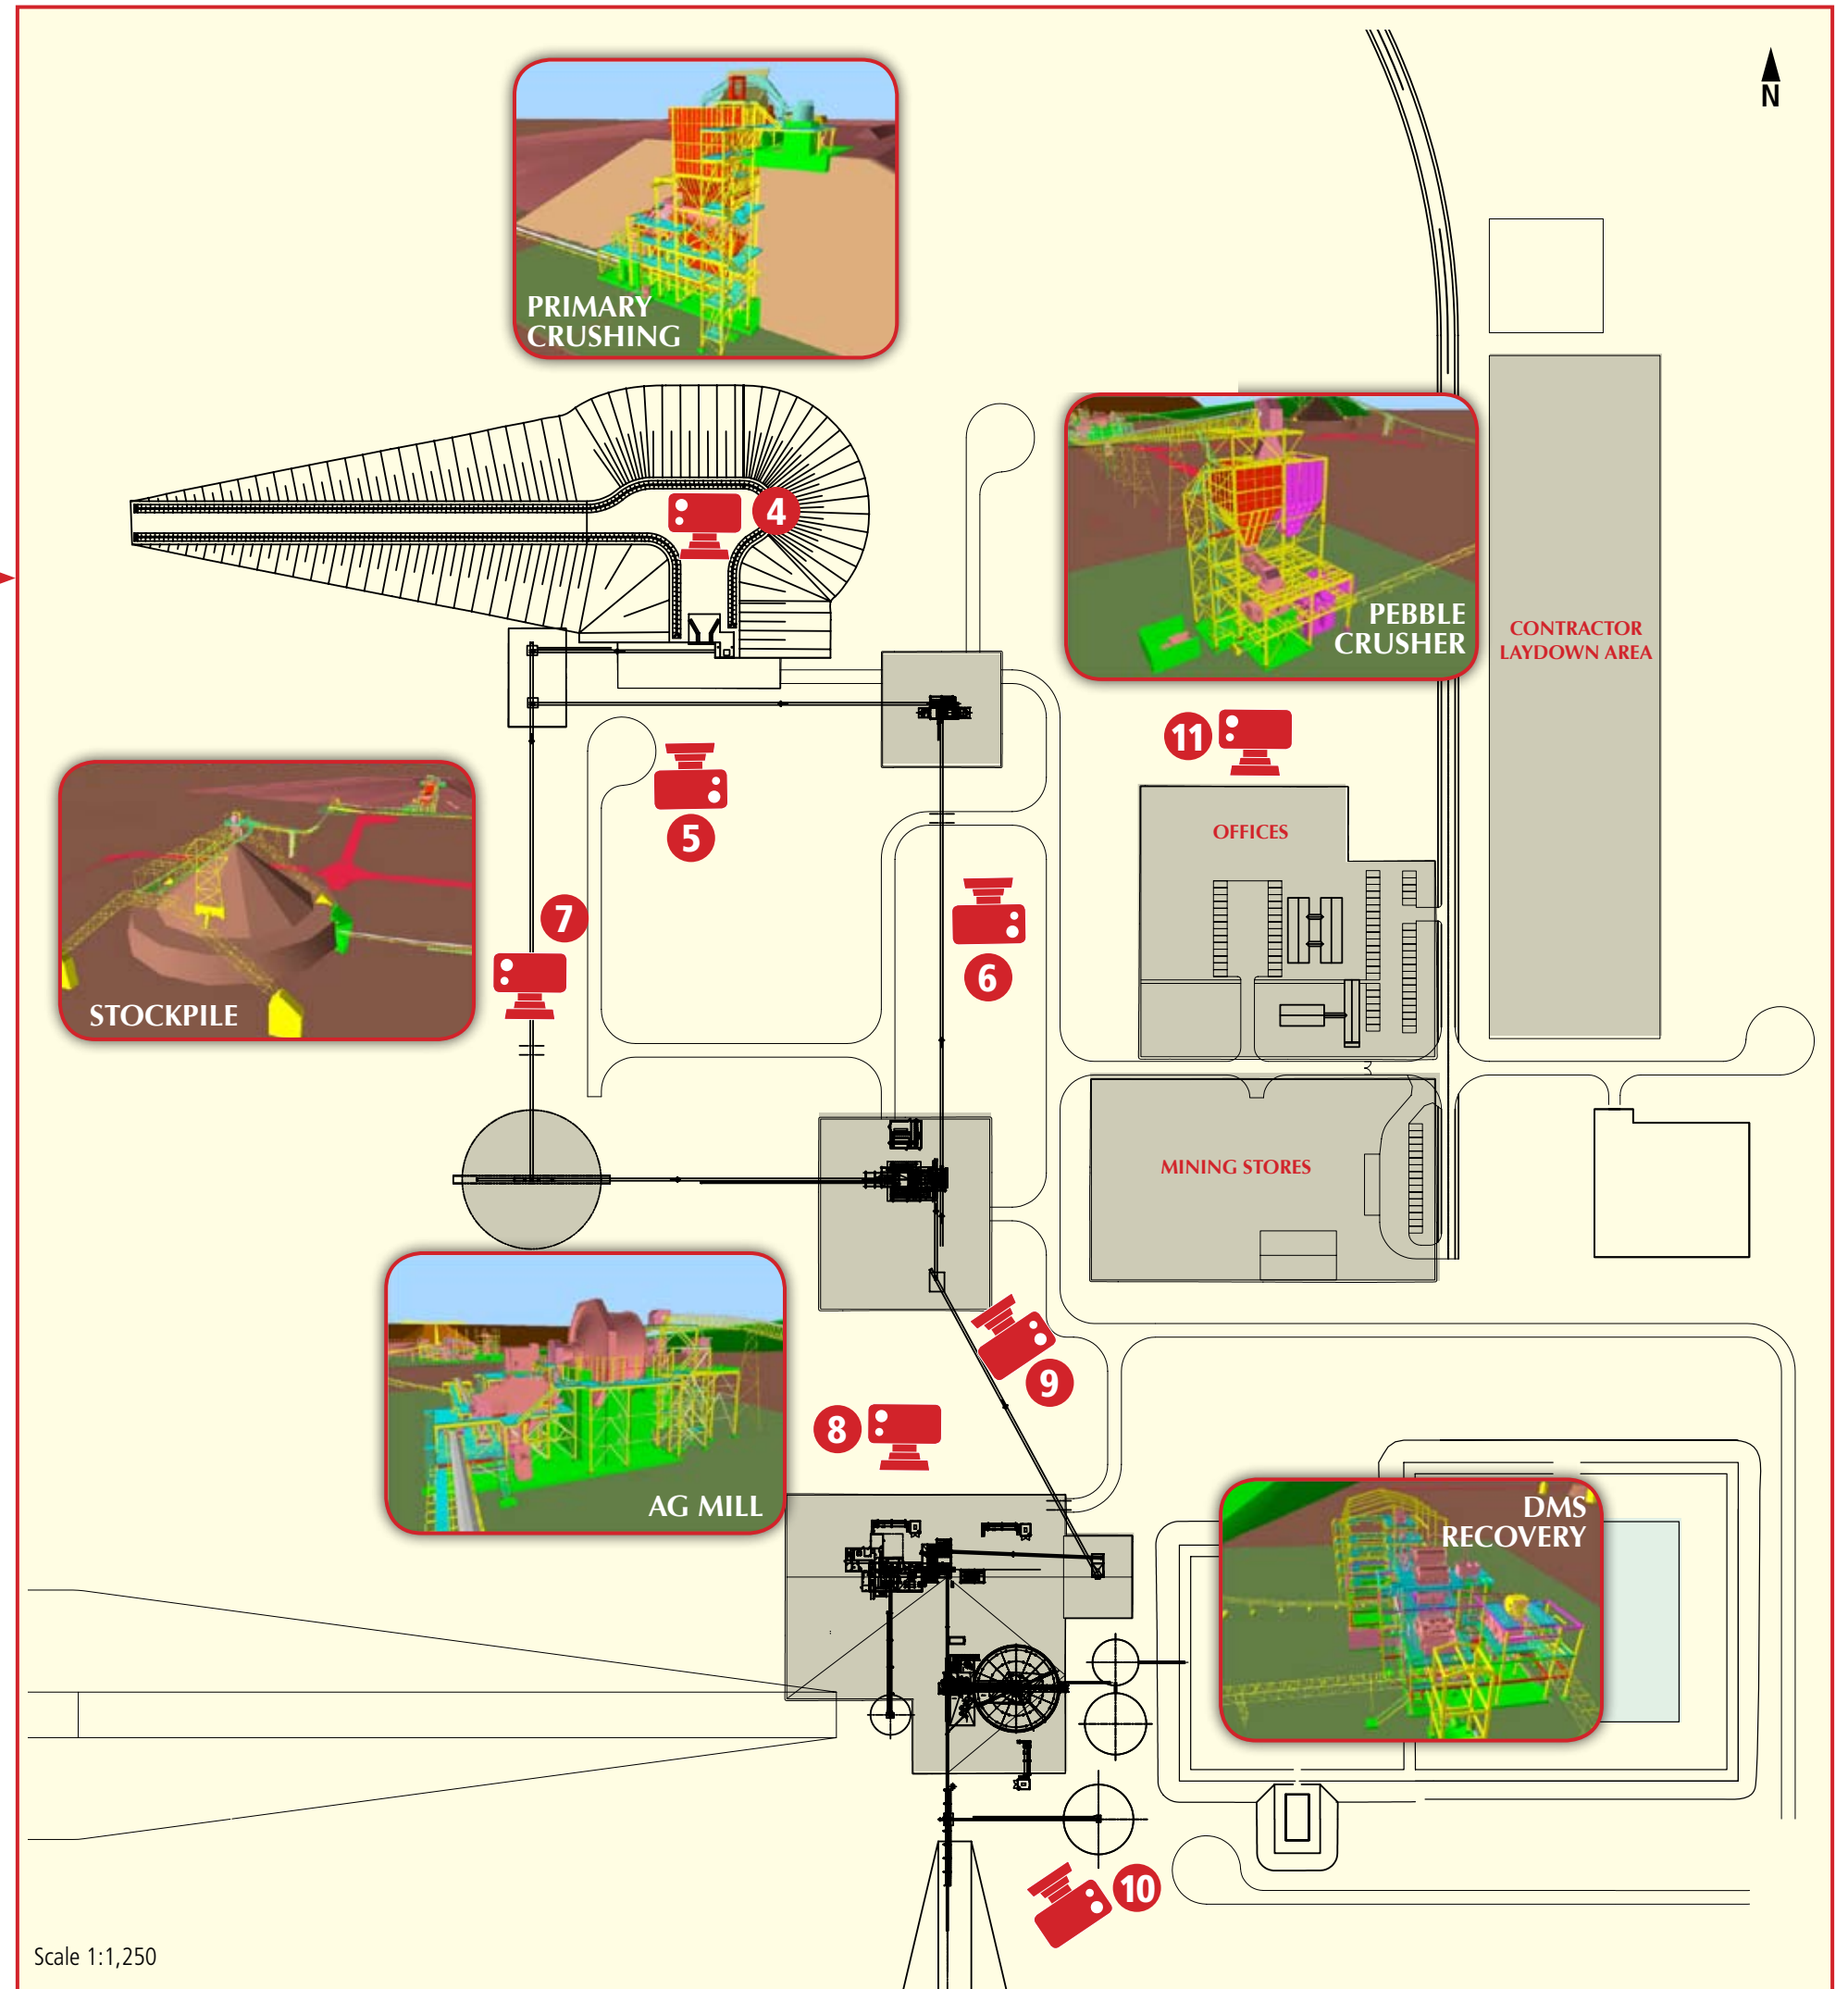 N
PRIMARY
CRUSHING
4
PEBBLE
CRUSHER
CONTRACTOR
LAYDOWN AREA
11
5
OFFICES
7
6
STOCKPILE
MINING STORES
9
8
AG MILL
DMS
RECOVERY
10
Scale 1:1,250